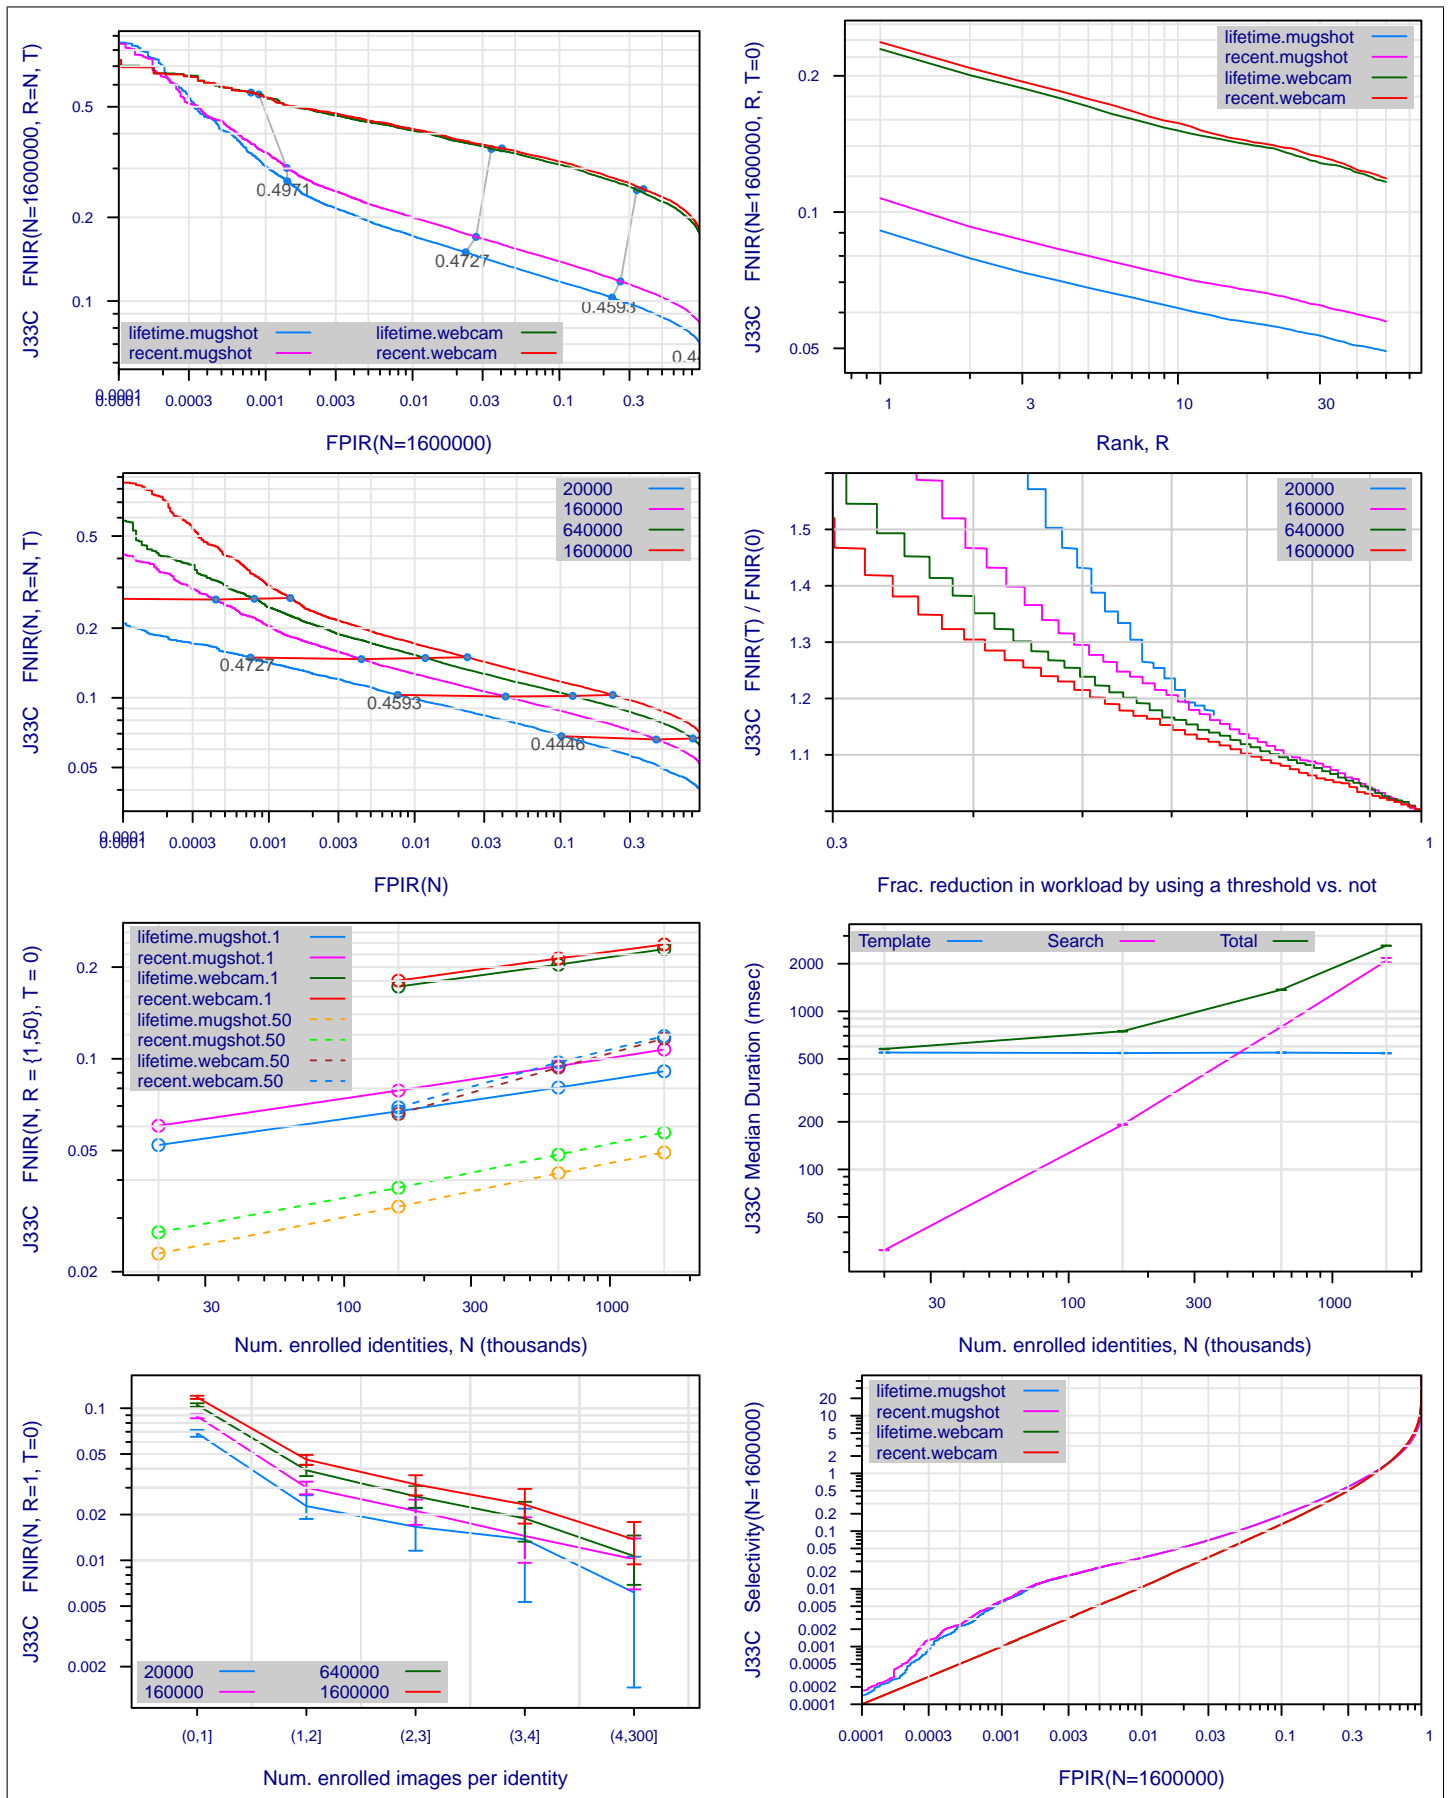 J33C FNIR(N=1600000, R=N, T)
0.5
0.2
0.1
0.4971
0.4727
0.4593
lifetime.mugshot
recent.mugshot
lifetime.webcam
recent.webcam
0.0001 0.0003 0.001 0.003 0.01 0.03 0.1 0.3
FPIR(N=1600000)
J33C FNIR(N=1600000, R, T=0)
0.2
0.1
0.05
lifetime.mugshot
recent.mugshot
lifetime.webcam
recent.webcam
1 3 10 30
Rank, R
J33C FNIR(N, R=N, T)
0.5
0.2
0.1
0.05
20000
160000
640000
1600000
0.4727
0.4593
0.4446
0.0001 0.0003 0.001 0.003 0.01 0.03 0.1 0.3
FPIR(N)
J33C FNIR(T) / FNIR(0)
1.5
1.4
1.3
1.2
1.1
20000
160000
640000
1600000
0.3 1
Frac. reduction in workload by using a threshold vs. not
J33C FNIR(N, R = {1,50}, T = 0)
0.2
0.1
0.05
0.02
lifetime.mugshot.1
recent.mugshot.1
lifetime.webcam.1
recent.webcam.1
lifetime.mugshot.50
recent.mugshot.50
lifetime.webcam.50
recent.webcam.50
30 100 300 1000
Num. enrolled identities, N (thousands)
J33C Median Duration (msec)
Template Search Total
2000
1000
500
200
100
50
30 100 300 1000
Num. enrolled identities, N (thousands)
J33C FNIR(N, R=1, T=0)
0.1
0.05
0.02
0.01
0.005
0.002
20000 640000
160000 1600000
(0,1] (1,2] (2,3] (3,4] (4,300]
Num. enrolled images per identity
J33C Selectivity(N=1600000)
20
10
5
2
1
0.5
0.2
0.1
0.05
0.02
0.01
0.005
0.002
0.001
0.0005
0.0002
0.0001
lifetime.mugshot
recent.mugshot
lifetime.webcam
recent.webcam
0.0001 0.0003 0.001 0.003 0.01 0.03 0.1 0.3 1
FPIR(N=1600000)